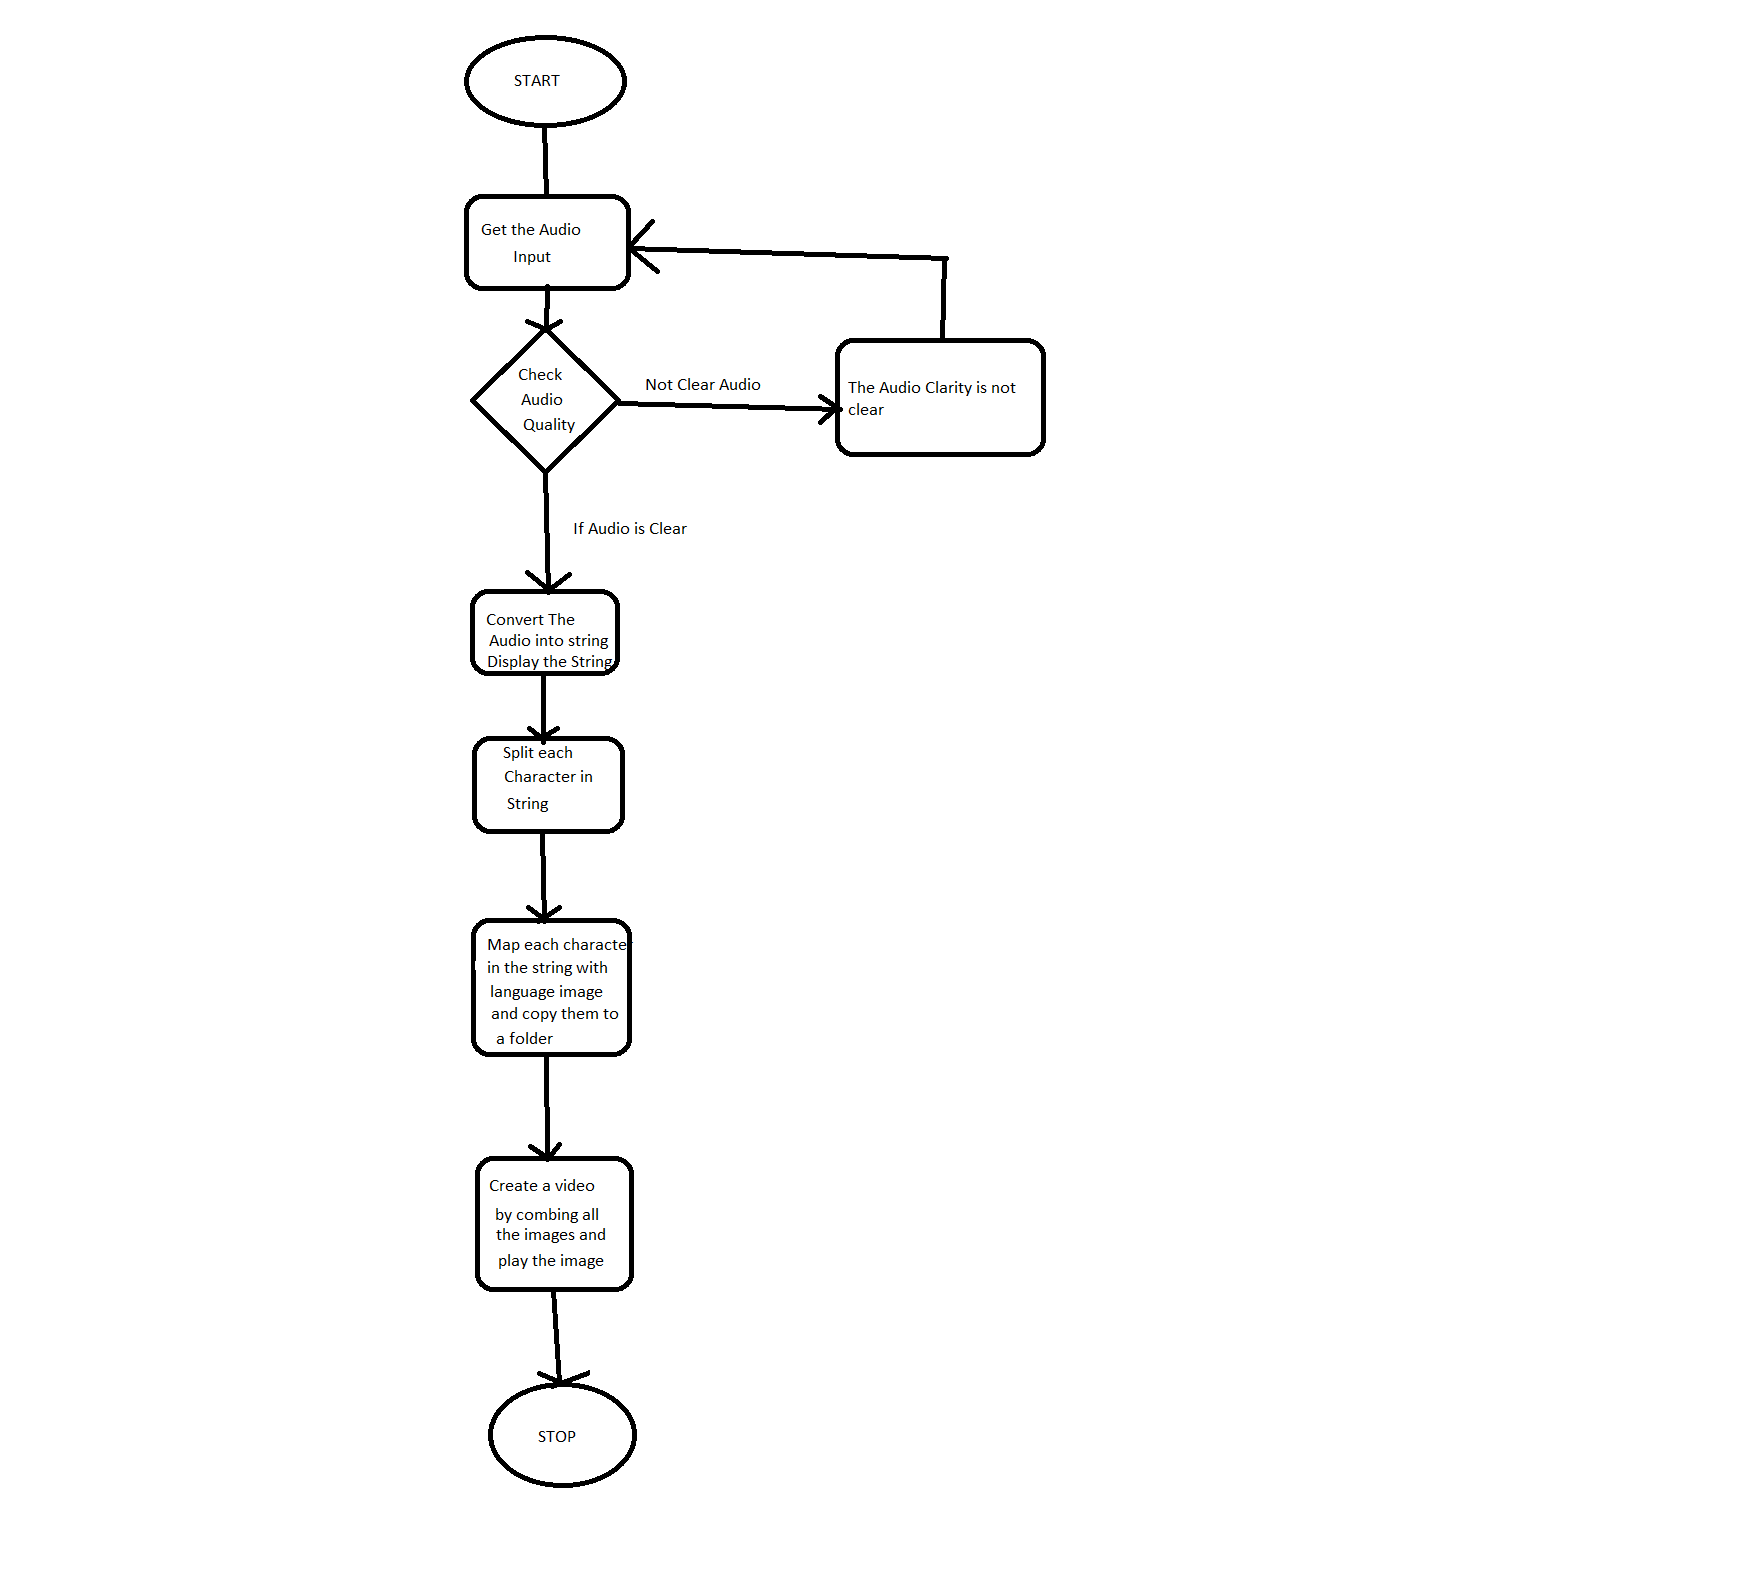 START
Get the Audio
Input
Check
Audio
Quality
Not Clear Audio
The Audio Clarity is not
clear
If Audio is Clear
Convert The
Audio into string
Display the String
Split each
Character in
String
Map each character
in the string with
language image
and copy them to
a folder
Create a video
by combing all
the images and
play the image
STOP